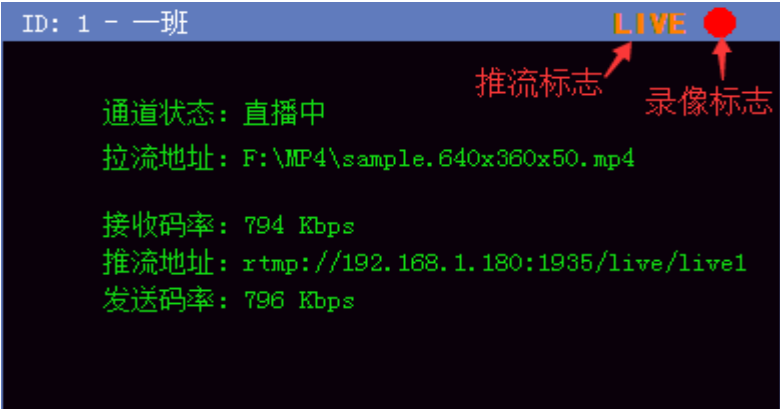 ID: 1 - 一班 LIVE
推流标志
录像标志
通道状态: 直播中
拉流地址: F:\MP4\sample.640x360x50.mp4
接收码率: 794 Kbps
推流地址: rtmp://192.168.1.180:1935/live/live1
发送码率: 796 Kbps